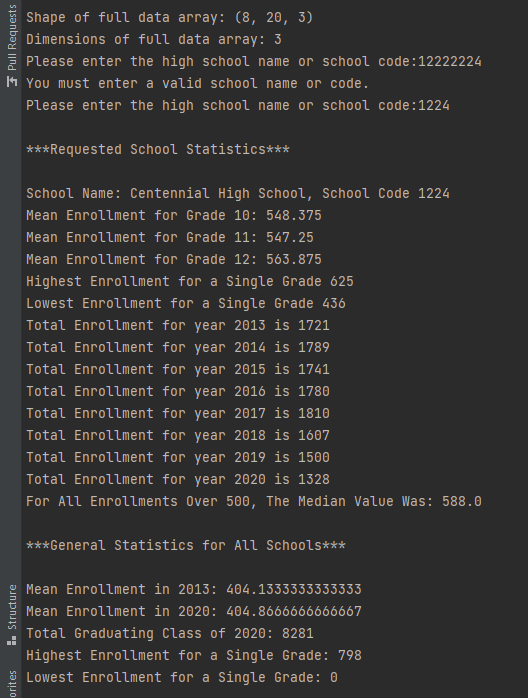 Shape of full data array: (8, 20, 3)
Dimensions of full data array: 3
Please enter the high school name or school code:12222224
You must enter a valid school name or code.
Please enter the high school name or school code:1224
***Requested School Statistics***
School Name: Centennial High School, School Code 1224
Mean Enrollment for Grade 10: 548.375
Mean Enrollment for Grade 11: 547.25
Mean Enrollment for Grade 12: 563.875
Highest Enrollment for a Single Grade 625
Lowest Enrollment for a Single Grade 436
Total Enrollment for year 2013 is 1721
Total Enrollment for year 2014 is 1789
Total Enrollment for year 2015 is 1741
Total Enrollment for year 2016 is 1780
Total Enrollment for year 2017 is 1810
Total Enrollment for year 2018 is 1607
Total Enrollment for year 2019 is 1500
Total Enrollment for year 2020 is 1328
For All Enrollments Over 500, The Median Value Was: 588.0
***General Statistics for All Schools***
Mean Enrollment in 2013: 404.1333333333333
Mean Enrollment in 2020: 404.8666666666667
Total Graduating Class of 2020: 8281
Highest Enrollment for a Single Grade: 798
Lowest Enrollment for a Single Grade: 0
Pull Requests
Structure
orites